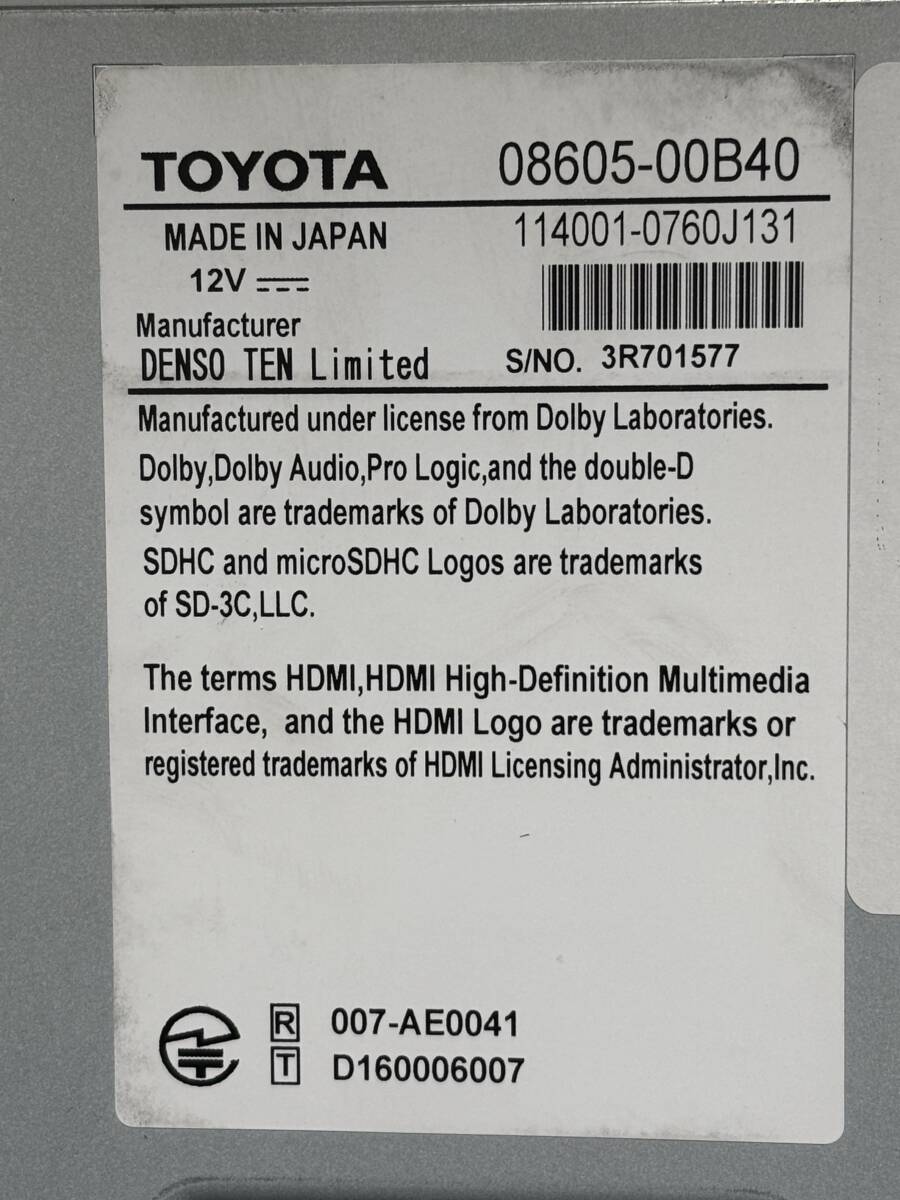 TOYOTA 08605-00B40
MADE IN JAPAN 114001-0760J131
12V
Manufacturer
DENSO TEN Limited S/NO. 3R701577
Manufactured under license from Dolby Laboratories.
Dolby,Dolby Audio,Pro Logic,and the double-D
symbol are trademarks of Dolby Laboratories.
SDHC and microSDHC Logos are trademarks
of SD-3C,LLC.
The terms HDMI,HDMI High-Definition Multimedia
Interface, and the HDMI Logo are trademarks or
registered trademarks of HDMI Licensing Administrator,Inc.
R 007-AE0041
T D160006007